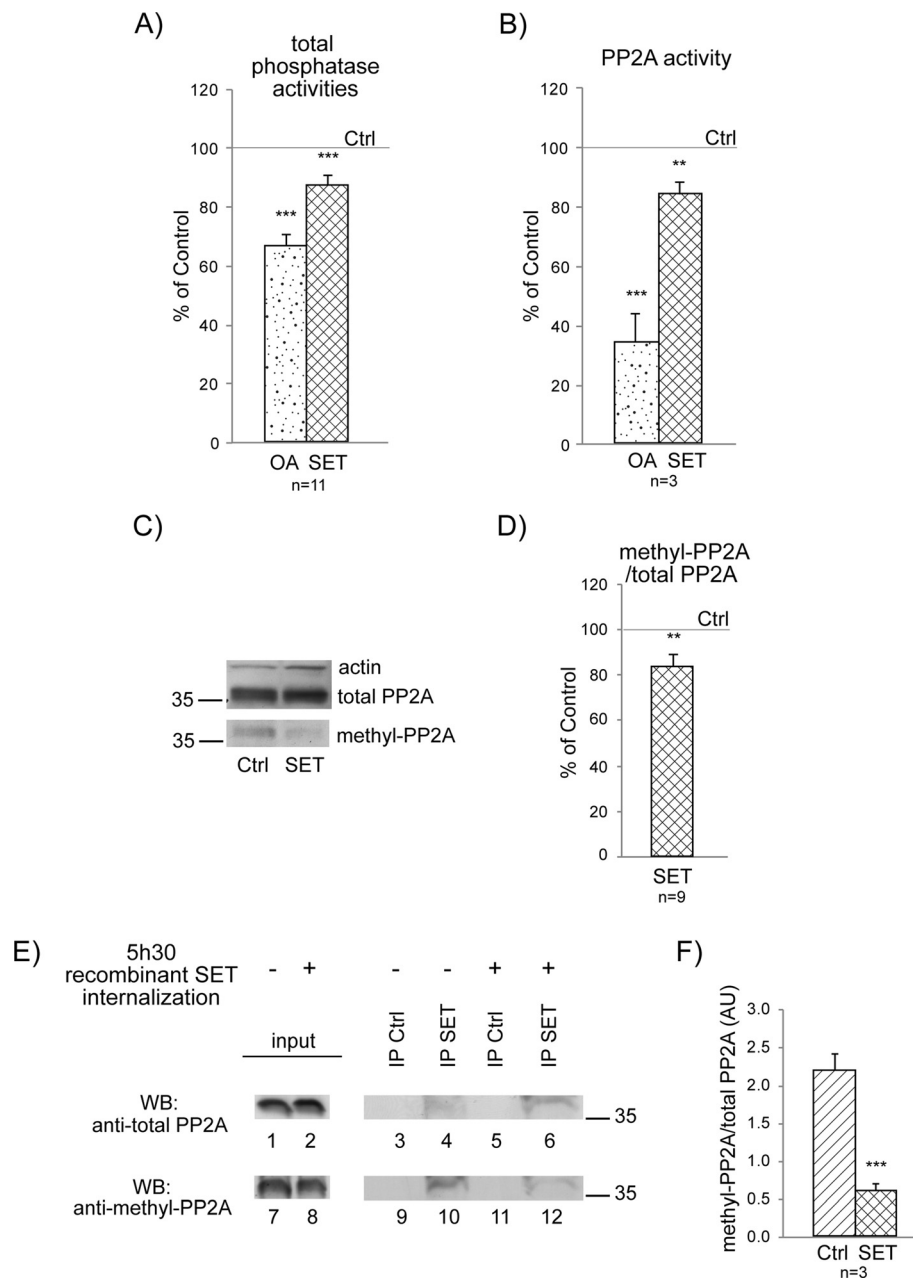 A)
total
phosphatase
activities
120
100
80
60
40
20
0
% of Control
Ctrl
***
***
OA SET
n=11
B)
PP2A activity
120
100
80
60
40
20
0
% of Control
Ctrl
***
**
OA SET
n=3
C)
actin
35
total PP2A
35
methyl-PP2A
Ctrl SET
D)
methyl-PP2A
/total PP2A
120
100
80
60
40
20
0
% of Control
Ctrl
**
SET
n=9
E)
5h30
recombinant SET
internalization
- + - - + +
input
IP Ctrl
IP SET
IP Ctrl
IP SET
WB:
anti-total PP2A
35
1 2 3 4 5 6
WB:
anti-methyl-PP2A
35
7 8 9 10 11 12
F)
methyl-PP2A/total PP2A (AU)
3.0
2.5
2.0
1.5
1.0
0.5
0.0
***
Ctrl SET
n=3